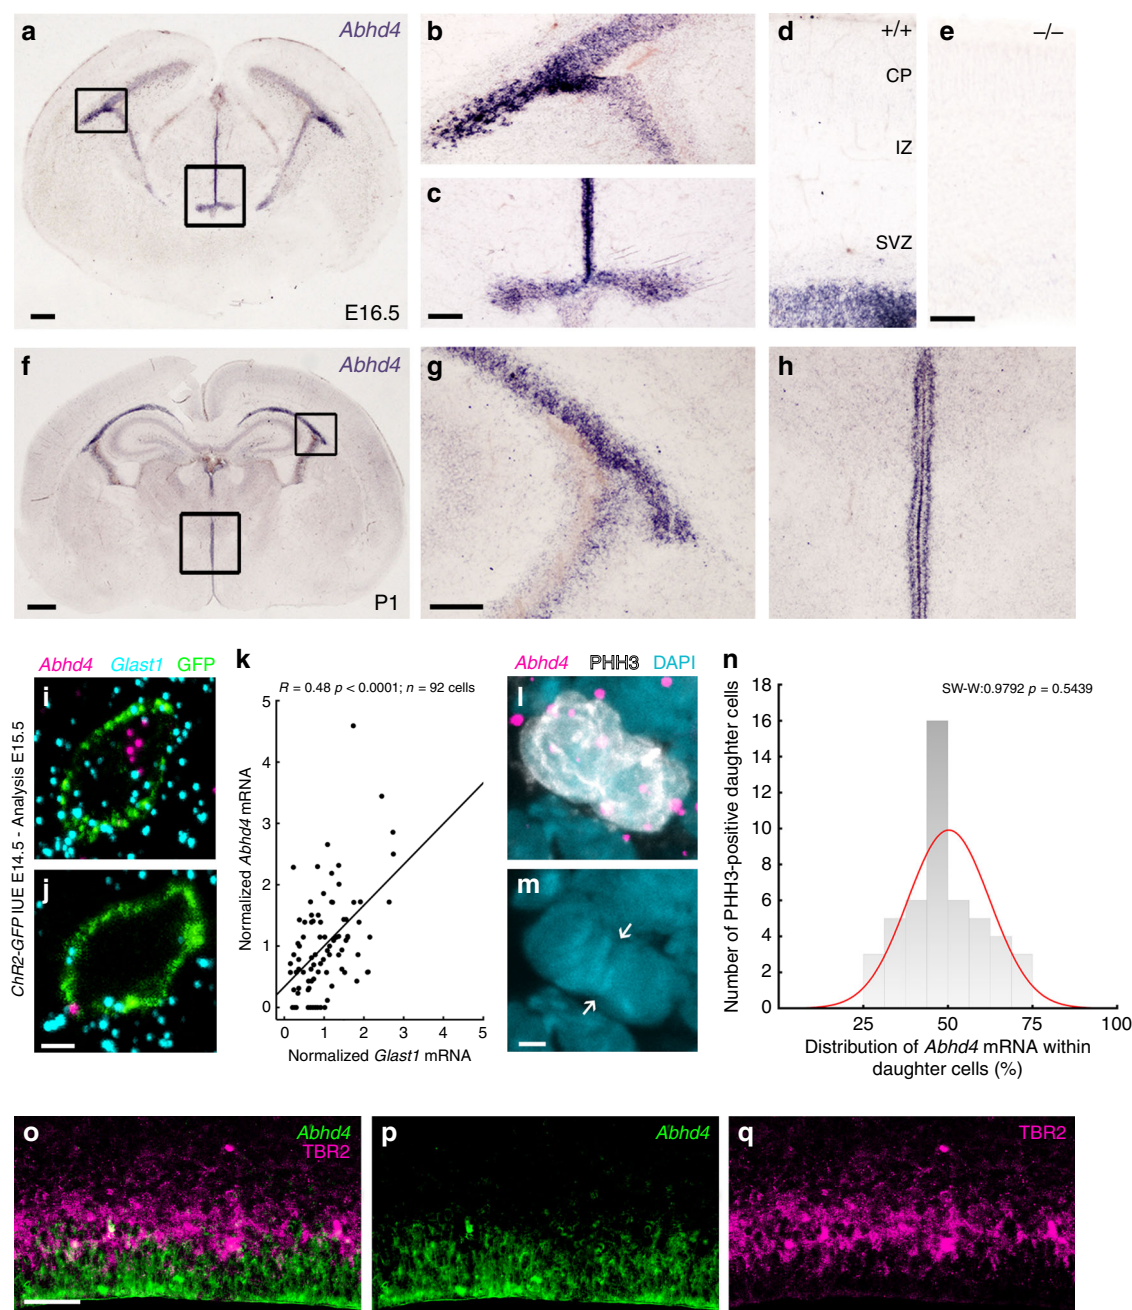 a
Abhd4
E16.5
b
c
d
+/+
CP
IZ
SVZ
e
–/–
f
Abhd4
P1
g
h
Abhd4 Glast1 GFP
i
j
ChR2-GFP IUE E14.5 - Analysis E15.5
k
R = 0.48 p < 0.0001; n = 92 cells
Normalized Abhd4 mRNA
5
4
3
2
1
0
0 1 2 3 4 5
Normalized Glast1 mRNA
Abhd4 PHH3 DAPI
l
m
n
SW-W:0.9792 p = 0.5439
Number of PHH3-positive daughter cells
18
16
14
12
10
8
6
4
2
0
25 50 75 100
Distribution of Abhd4 mRNA within
daughter cells (%)
o
Abhd4
TBR2
p
Abhd4
q
TBR2